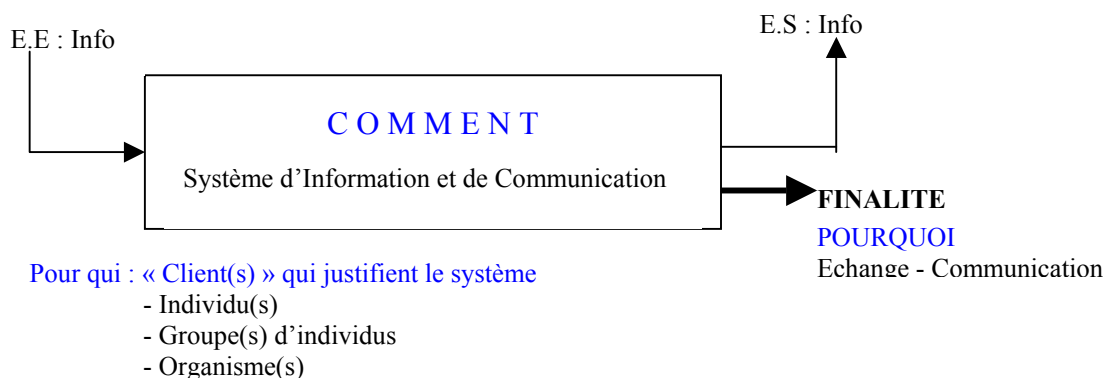 E.E : Info
E.S : Info
C O M M E N T
Système d’Information et de Communication
FINALITE
POURQUOI
Echange - Communication
Pour qui : « Client(s) » qui justifient le système
- Individu(s)
- Groupe(s) d’individus
- Organisme(s)